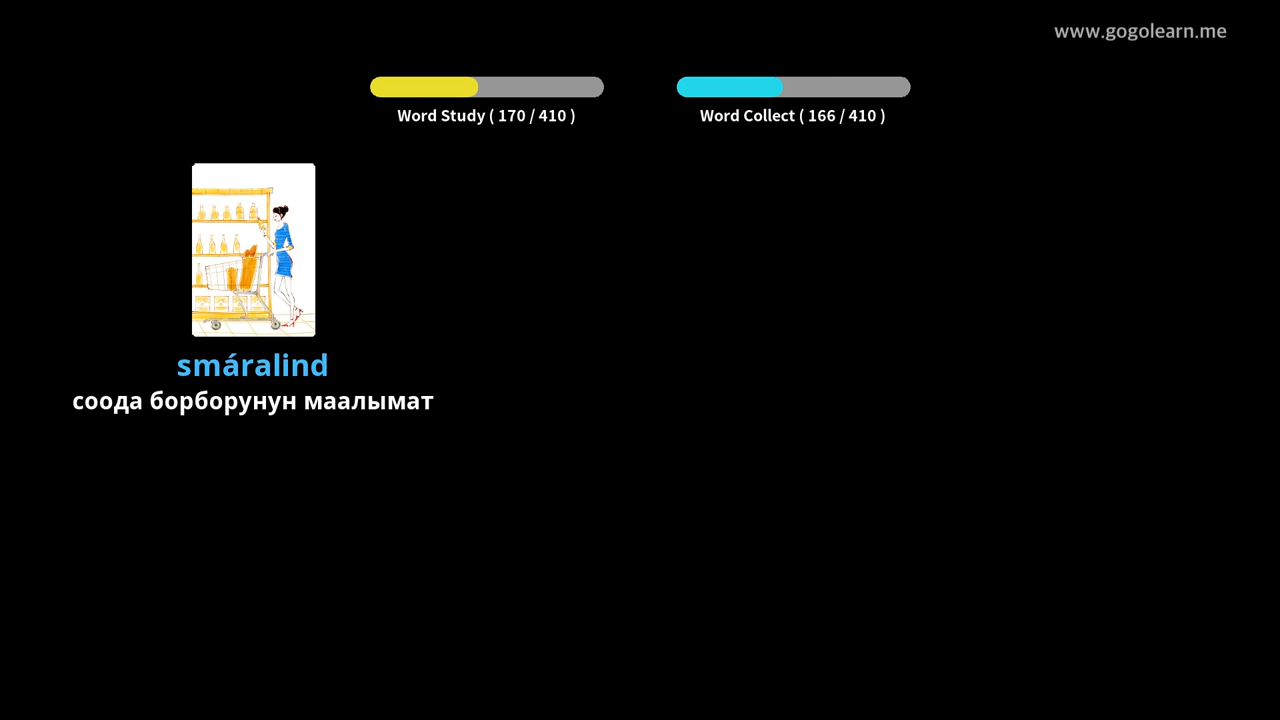 www.gogolearn.me
Word Study ( 170 / 410 )
Word Collect ( 166 / 410 )
smáralind
соода борборунун маалымат